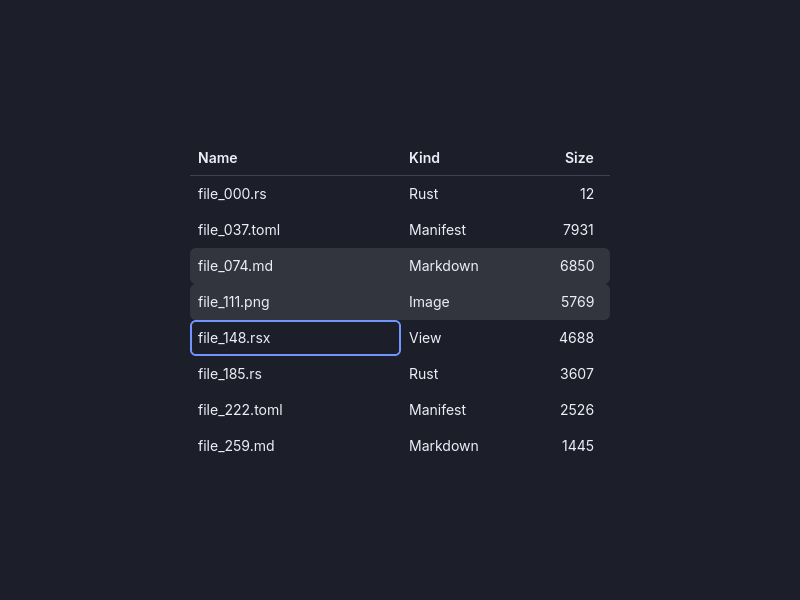 Name Kind Size
file_000.rs Rust 12
file_037.toml Manifest 7931
file_074.md Markdown 6850
file_111.png Image 5769
file_148.rsx View 4688
file_185.rs Rust 3607
file_222.toml Manifest 2526
file_259.md Markdown 1445